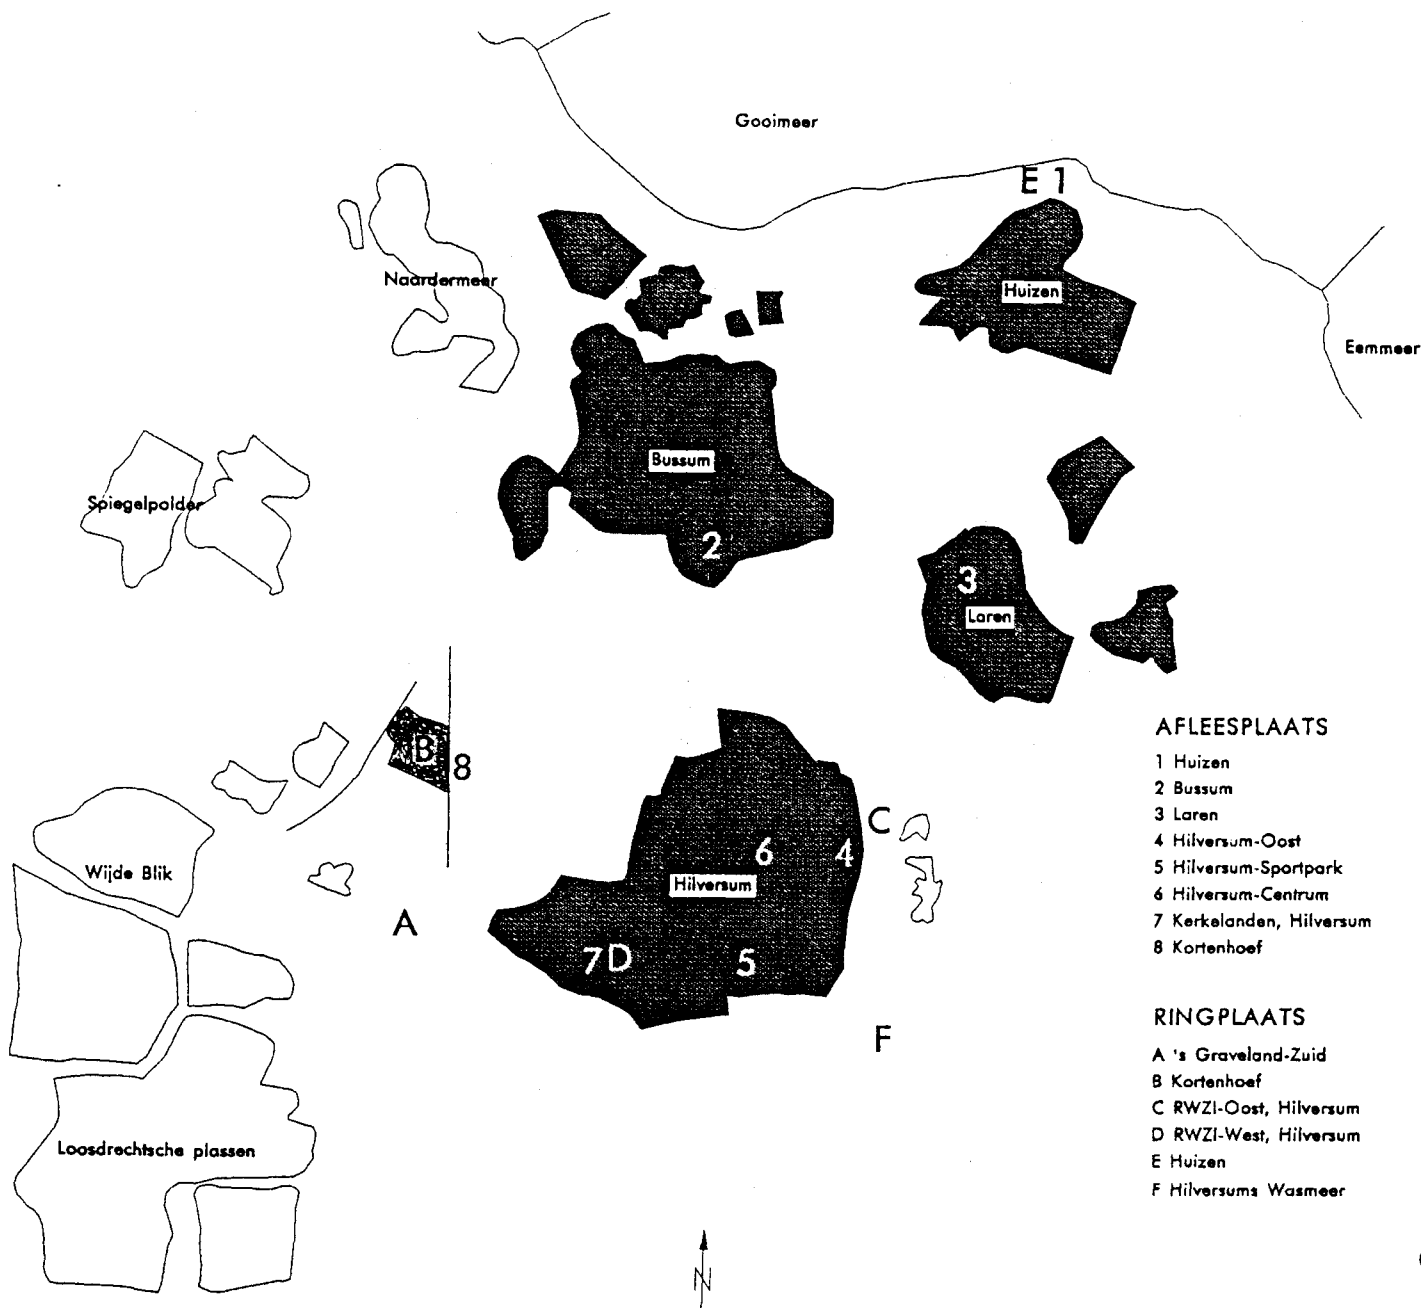 Gooimeer
E 1
Naardermeer
Huizen
Eemmeer
Bussum
Spiegelpolder
2
3
Laren
B
8
AFLEESPLAATS
1 Huizen
2 Bussum
3 Laren
4 Hilversum-Oost
5 Hilversum-Sportpark
6 Hilversum-Centrum
7 Kerkelanden, Hilversum
8 Kortenhoef
C
6
4
Wijde Blik
Hilversum
A
7 D
5
F
RINGPLAATS
A 's Graveland-Zuid
B Kortenhoef
C RWZI-Oost, Hilversum
D RWZI-West, Hilversum
E Huizen
F Hilversums Wasmeer
Loosdrechtsche plassen
N